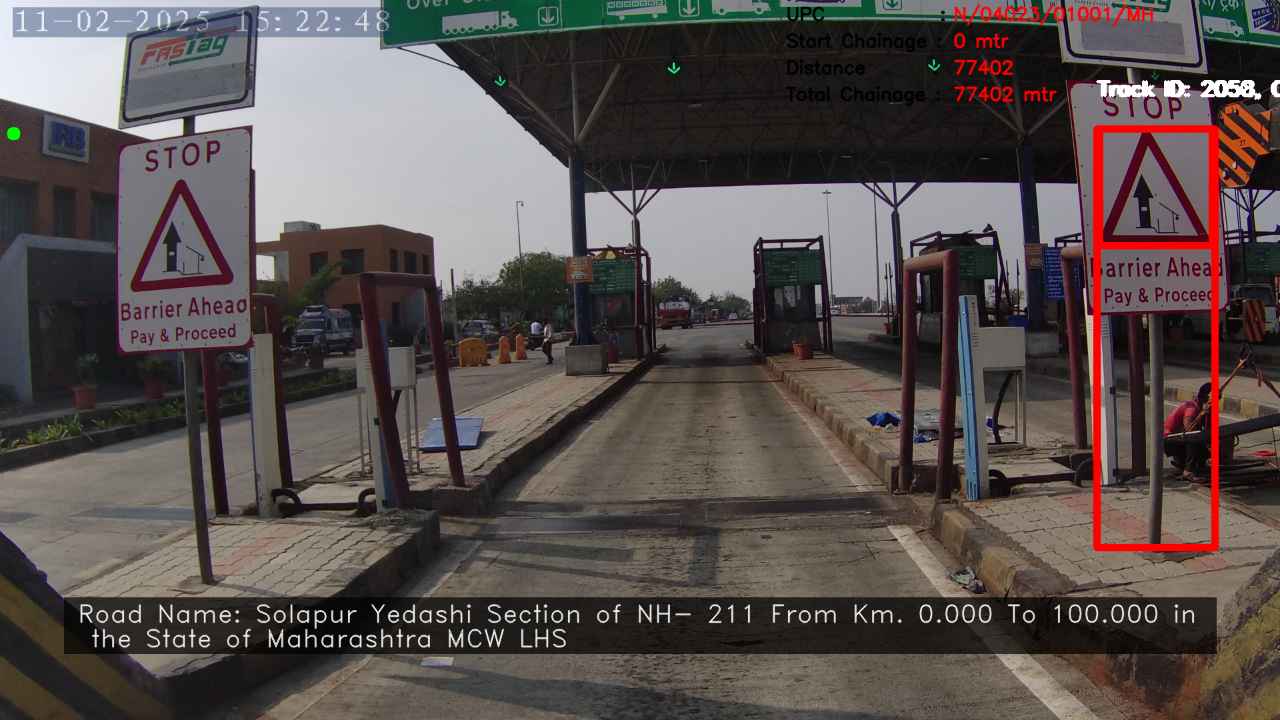 11-02-2025 15:22:48
Over
UPC : N/04023/01001/MH
Start Chainage : 0 mtr
Distance : 77402
Total Chainage : 77402 mtr
Track ID: 2058,
FASTag
IRB
STOP
Barrier Ahead
Pay & Proceed
STOP
Barrier Ahead
Pay & Proceed
Road Name: Solapur Yedashi Section of NH- 211 From Km. 0.000 To 100.000 in
the State of Maharashtra MCW LHS